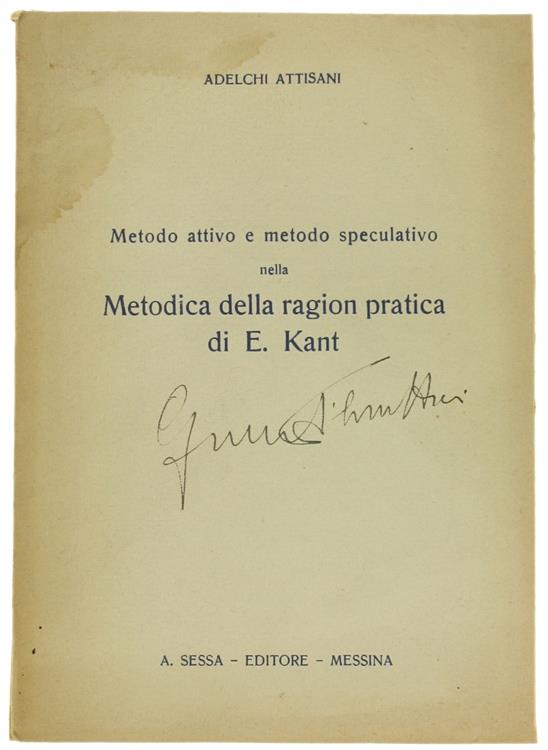 ADELCHI ATTISANI
Metodo attivo e metodo speculativo
nella
Metodica della ragion pratica
di E. Kant
A. SESSA - EDITORE - MESSINA